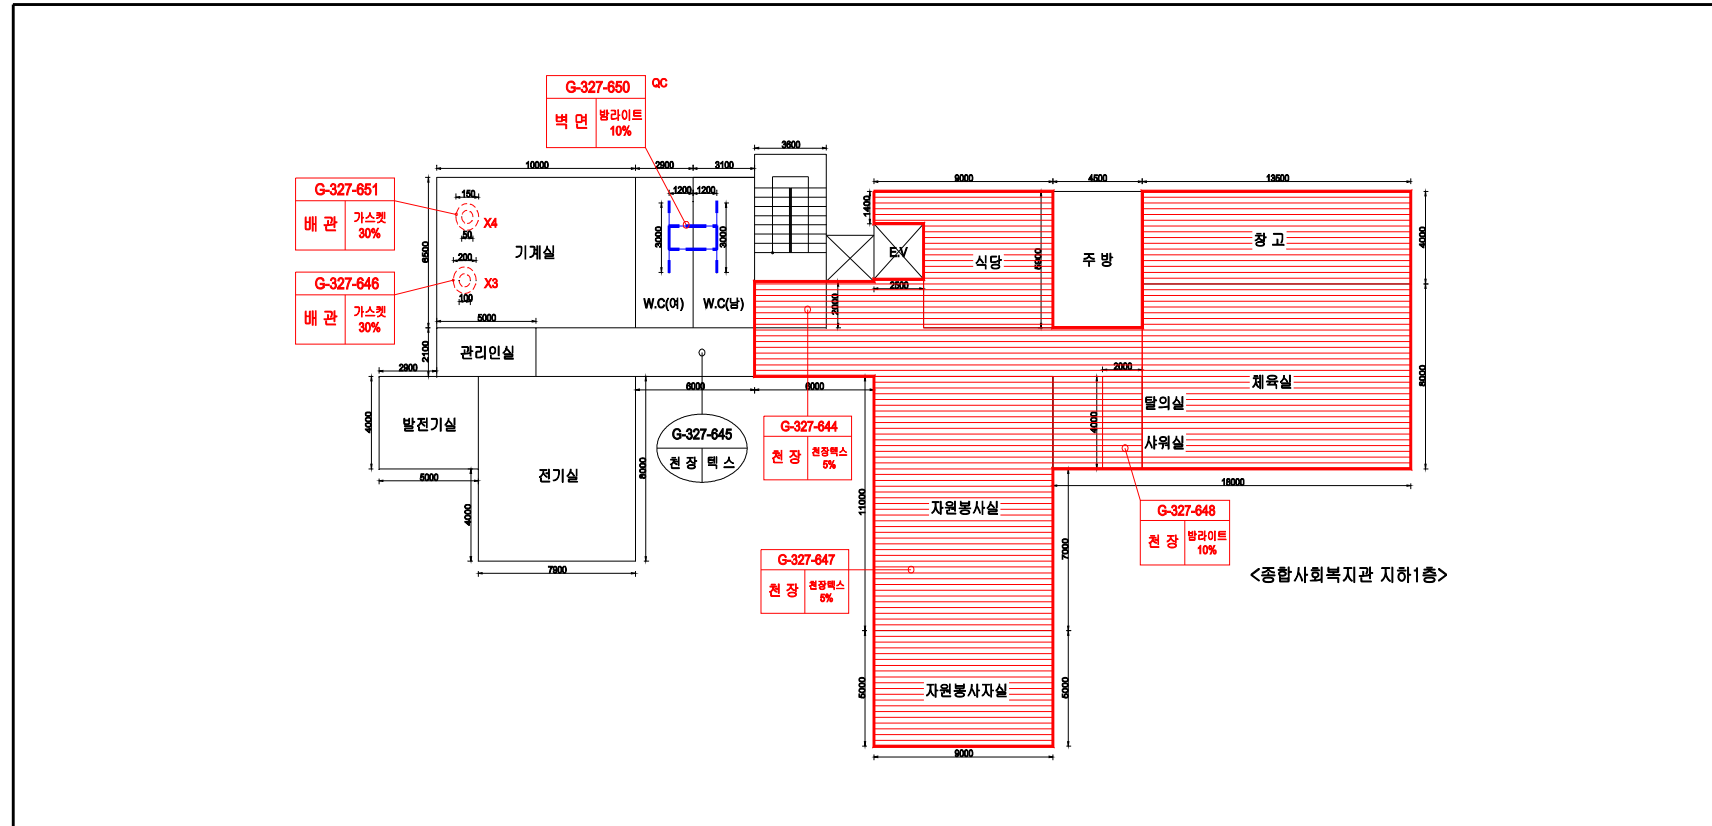 G-327-650
QC
벽 면
밤라이트
10%
3600
10000
2900
3100
9000
4500
13500
G-327-651
배 관
가스켓
30%
150
X4
50
1200
1200
1400
4000
창 고
6500
기계실
3000
3000
E.V
식당
6900
주 방
G-327-646
배 관
가스켓
30%
200
X3
100
W.C(여)
W.C(남)
2500
2000
5000
2100
관리인실
2900
6000
6000
2000
체육실
8000
탈의실
4000
발전기실
4000
G-327-645
천 장
텍 스
G-327-644
천 장
천장텍스
5%
샤워실
전기실
8000
5000
4000
18000
11000
자원봉사실
G-327-648
천 장
밤라이트
10%
7000
G-327-647
천 장
천장텍스
5%
7900
<종합사회복지관 지하1층>
5000
자원봉사자실
5000
9000